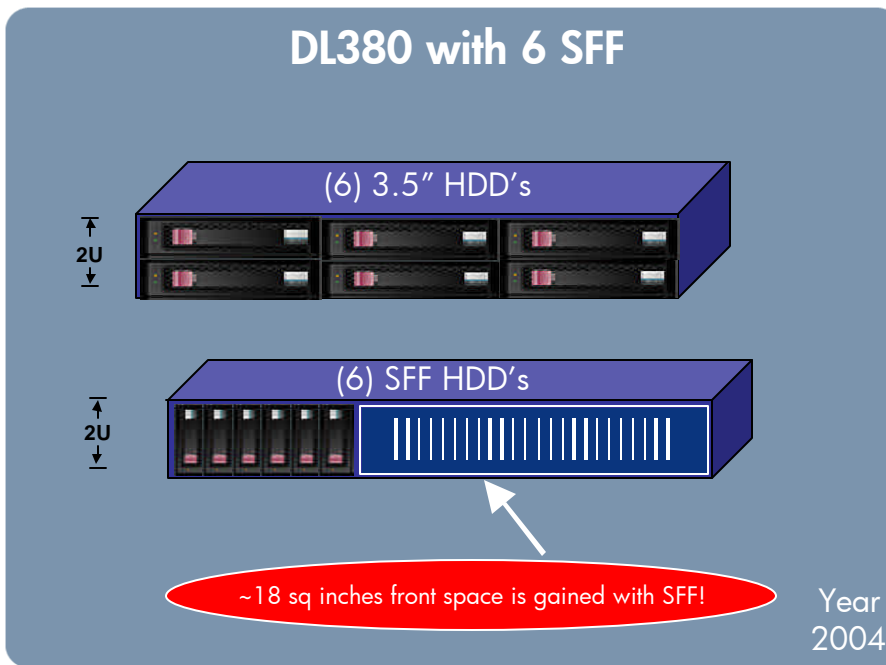 DL380 with 6 SFF
(6) 3.5” HDD’s
2U
(6) SFF HDD’s
2U
~18 sq inches front space is gained with SFF!
Year
2004